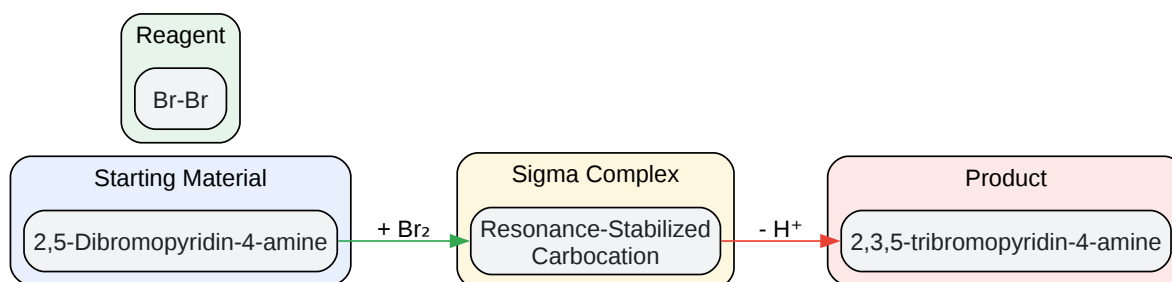 Reagent
Br-Br
Starting Material
2,5-Dibromopyridin-4-amine
+ Br₂
Sigma Complex
Resonance-Stabilized
Carbocation
- H⁺
Product
2,3,5-tribromopyridin-4-amine